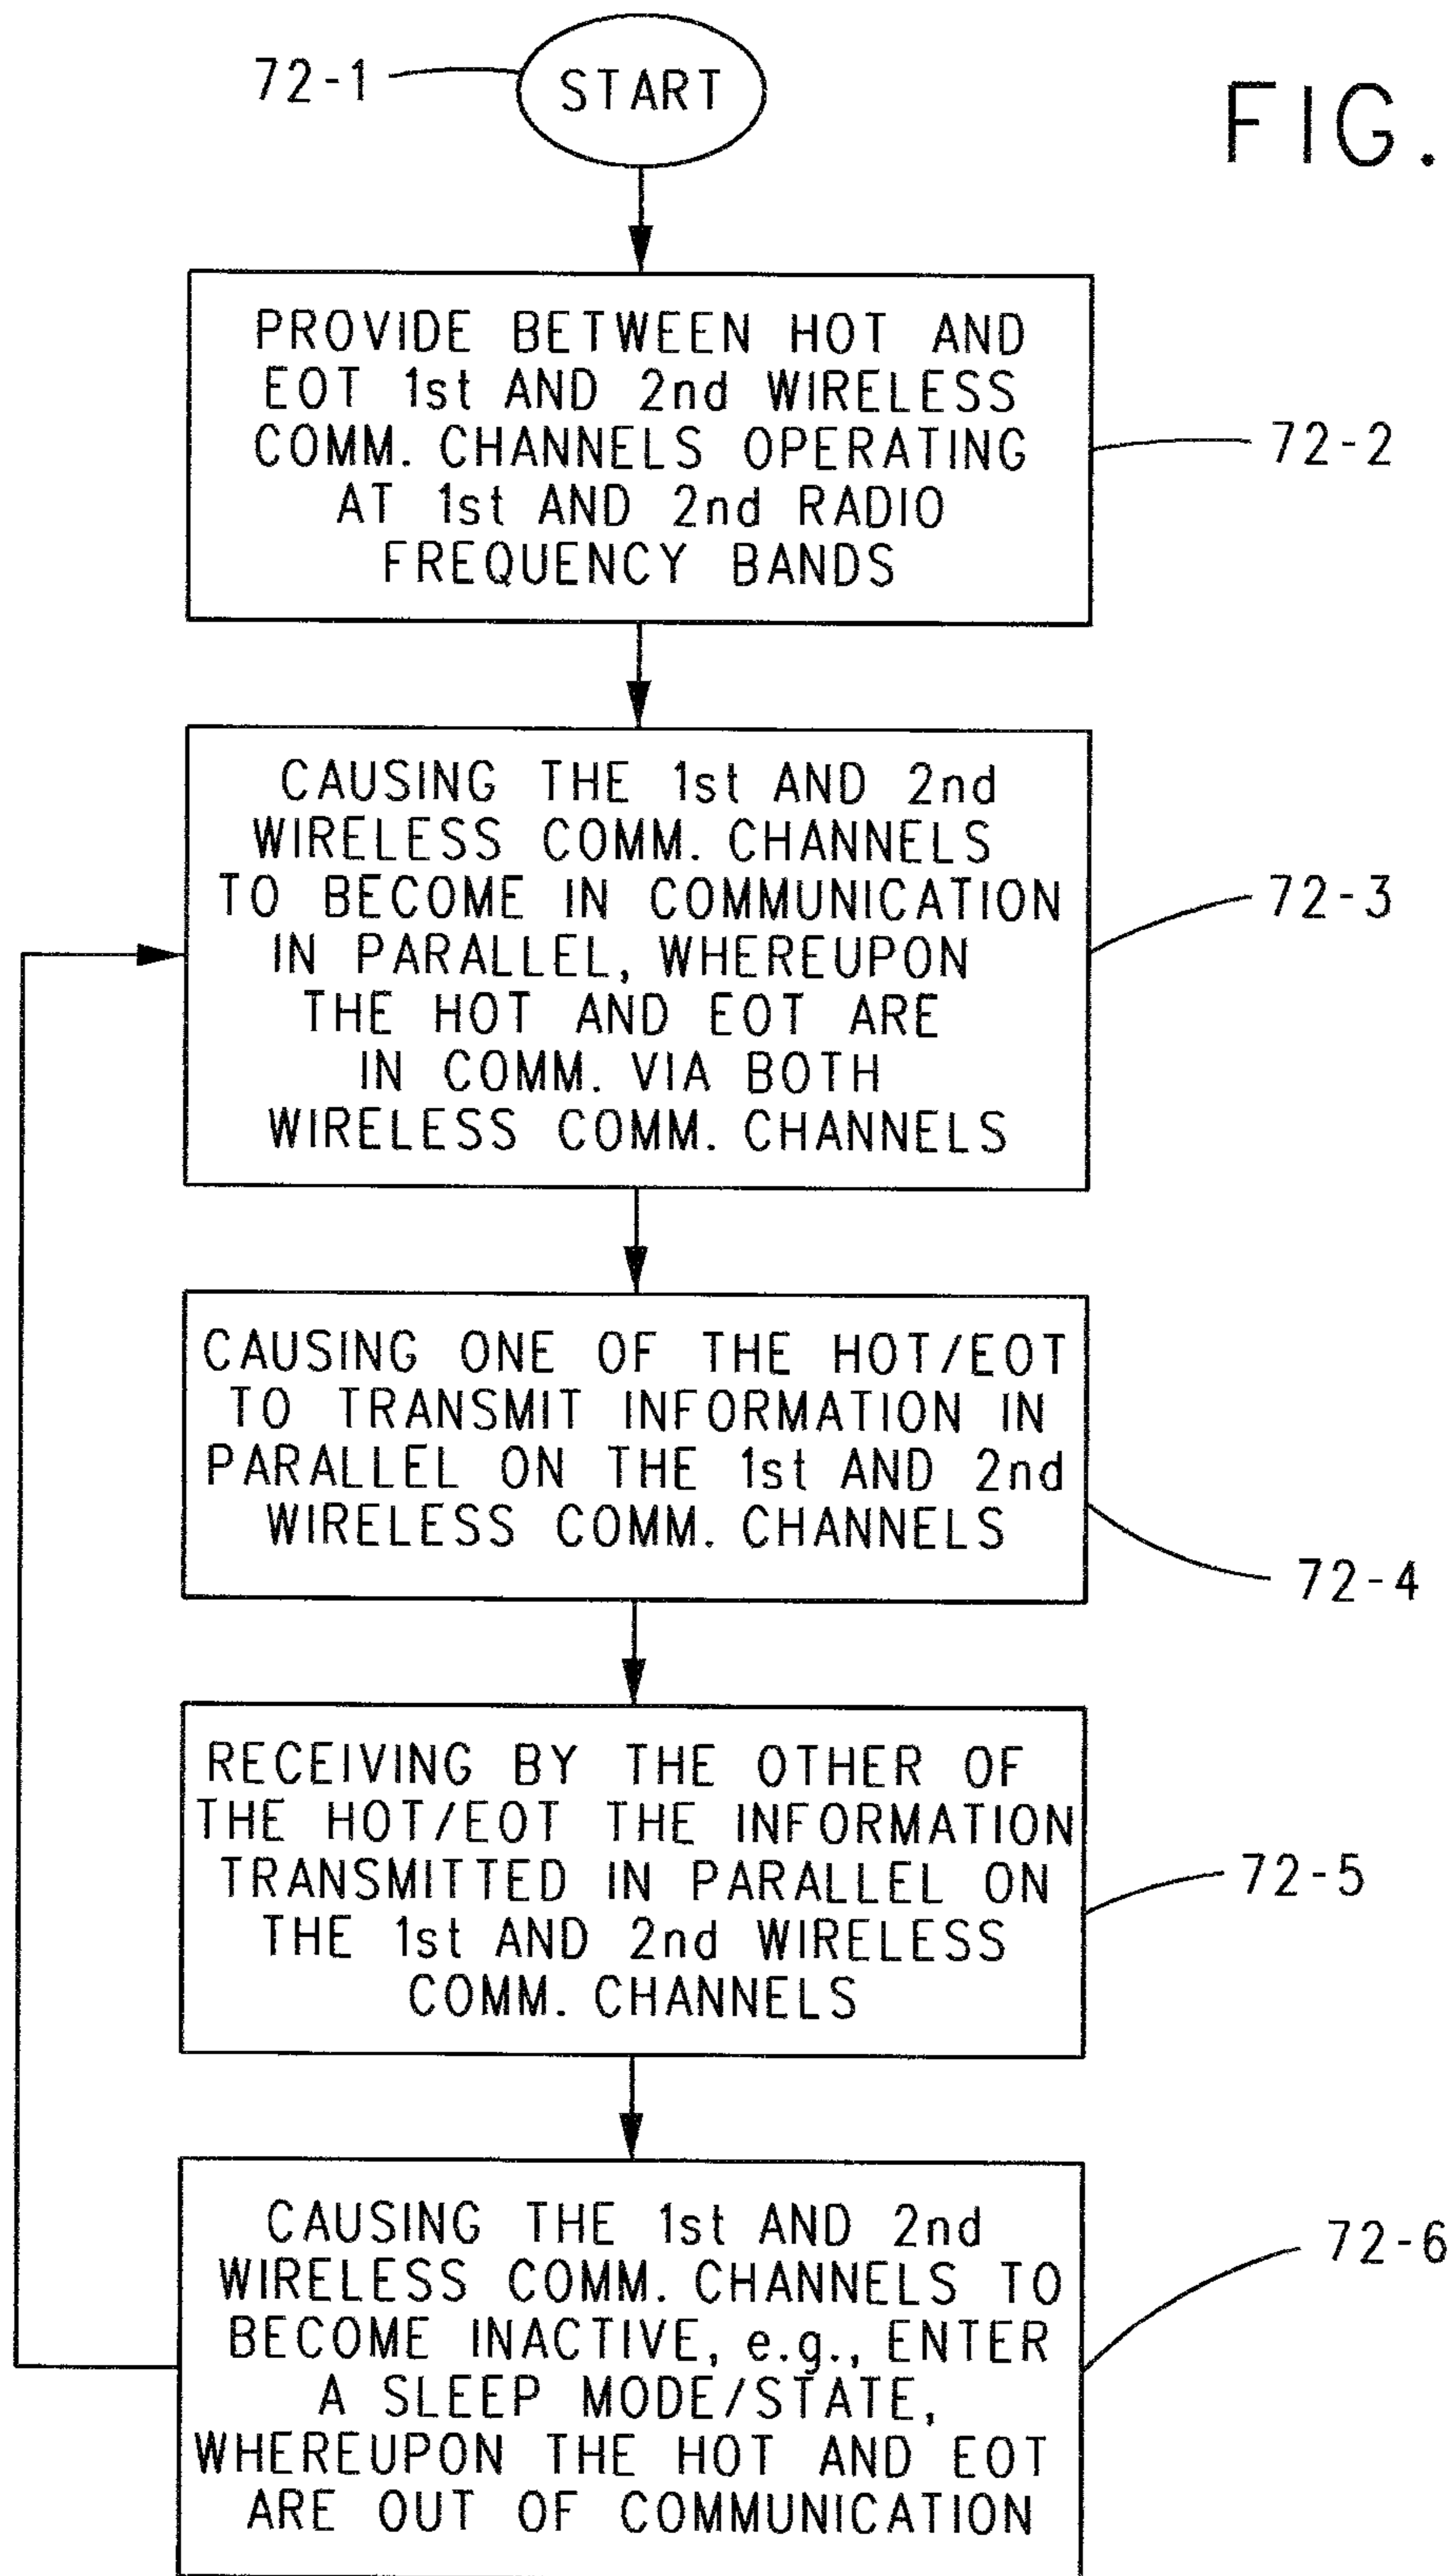 72-1
START
FIG.
PROVIDE BETWEEN HOT AND
EOT 1st AND 2nd WIRELESS
COMM. CHANNELS OPERATING
AT 1st AND 2nd RADIO
FREQUENCY BANDS
72-2
CAUSING THE 1st AND 2nd
WIRELESS COMM. CHANNELS
TO BECOME IN COMMUNICATION
IN PARALLEL, WHEREUPON
THE HOT AND EOT ARE
IN COMM. VIA BOTH
WIRELESS COMM. CHANNELS
72-3
CAUSING ONE OF THE HOT/EOT
TO TRANSMIT INFORMATION IN
PARALLEL ON THE 1st AND 2nd
WIRELESS COMM. CHANNELS
72-4
RECEIVING BY THE OTHER OF
THE HOT/EOT THE INFORMATION
TRANSMITTED IN PARALLEL ON
THE 1st AND 2nd WIRELESS
COMM. CHANNELS
72-5
CAUSING THE 1st AND 2nd
WIRELESS COMM. CHANNELS TO
BECOME INACTIVE, e.g., ENTER
A SLEEP MODE/STATE,
WHEREUPON THE HOT AND EOT
ARE OUT OF COMMUNICATION
72-6